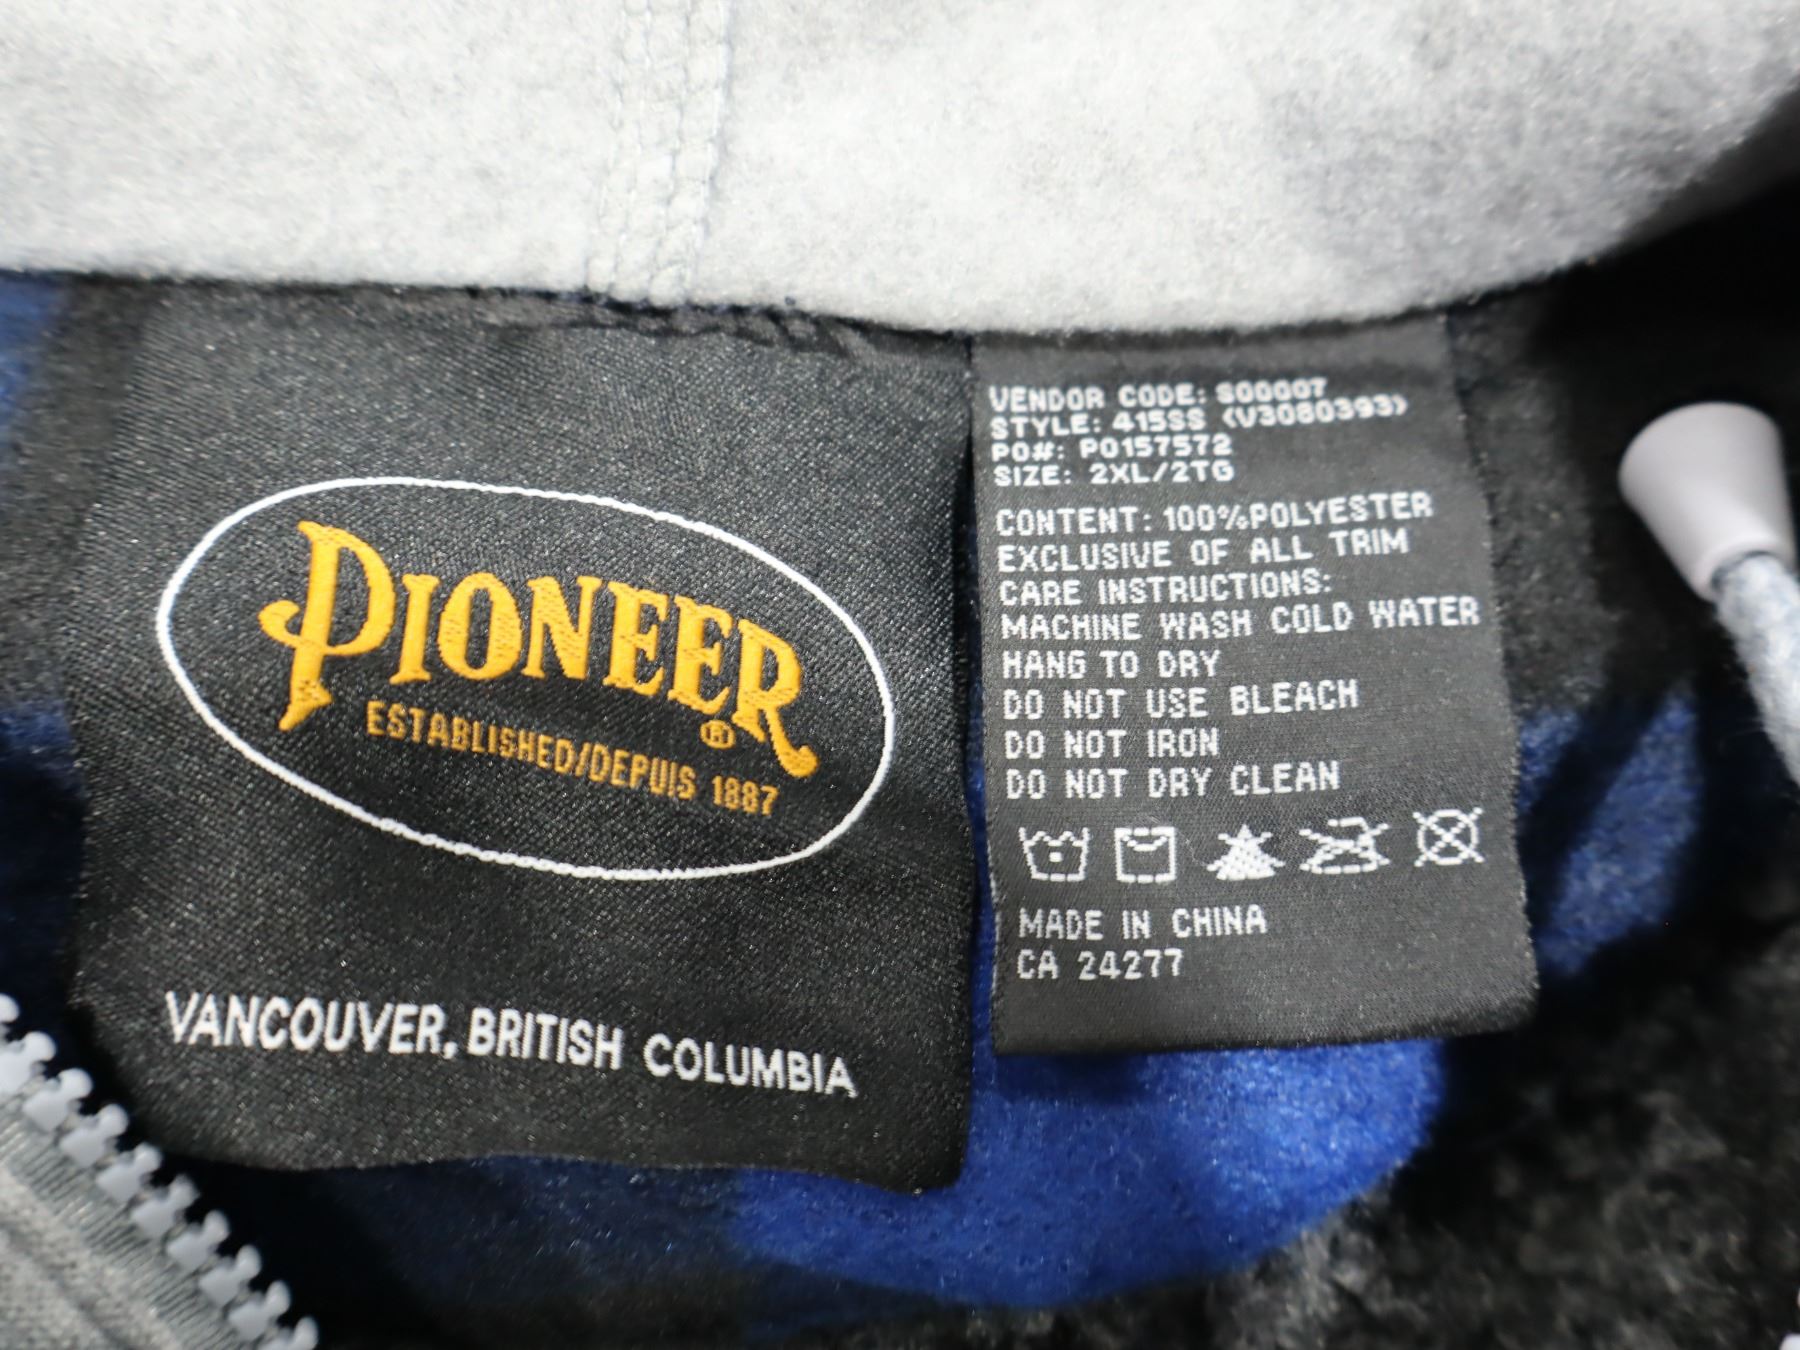 PIONEER
®
ESTABLISHED/DEPUIS 1887
VANCOUVER, BRITISH COLUMBIA
VENDOR CODE: S00007
STYLE: 415SS (V3080393)
PO#: P0157572
SIZE: 2XL/2TG
CONTENT: 100%POLYESTER
EXCLUSIVE OF ALL TRIM
CARE INSTRUCTIONS:
MACHINE WASH COLD WATER
HANG TO DRY
DO NOT USE BLEACH
DO NOT IRON
DO NOT DRY CLEAN
MADE IN CHINA
CA 24277